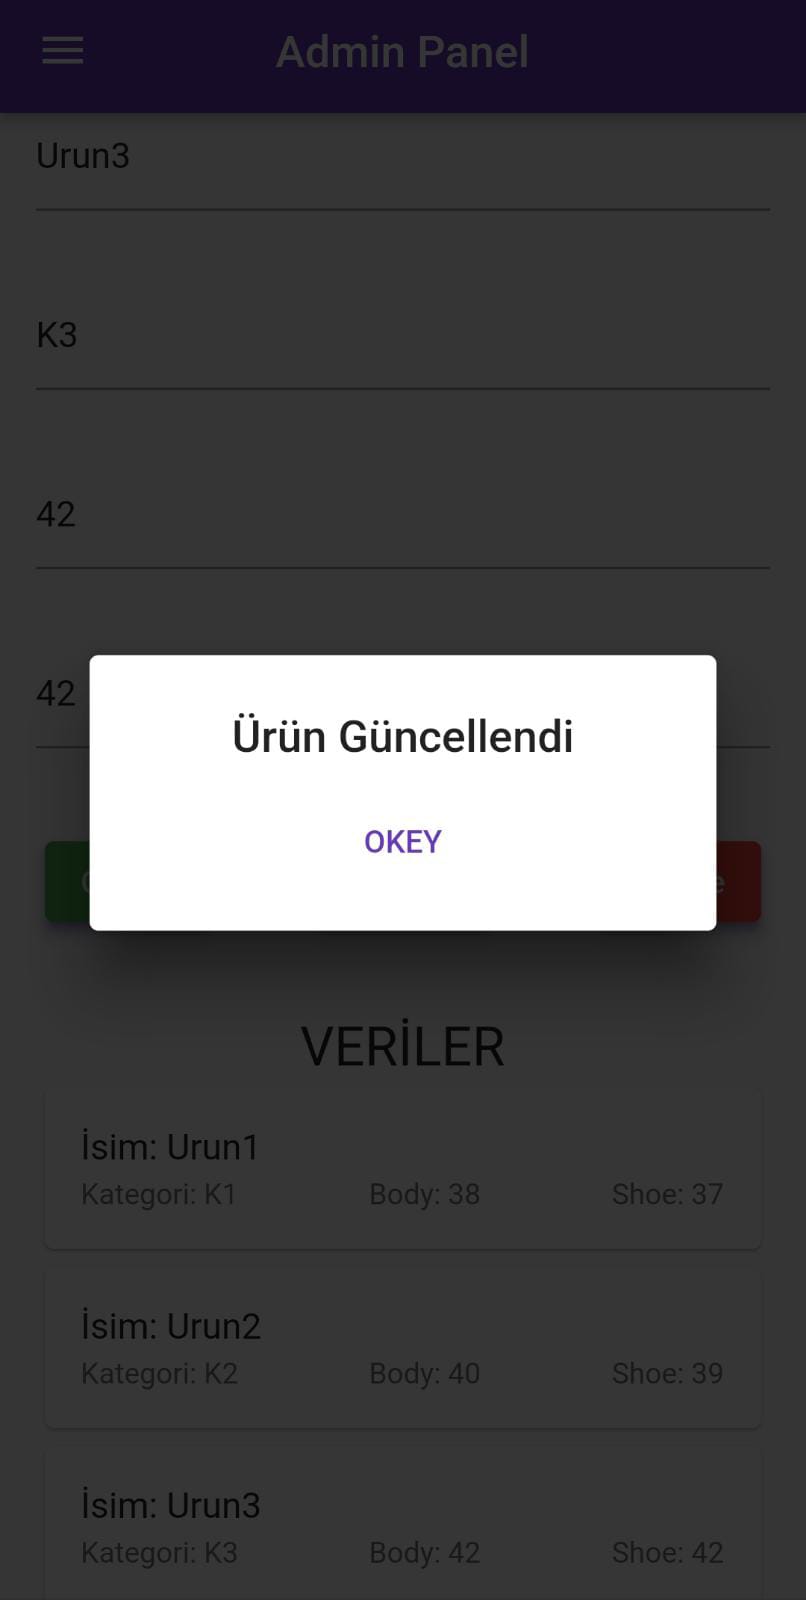 Admin Panel
Urun3
K3
42
42
Ürün Güncellendi
OKEY
VERİLER
İsim: Urun1
Kategori: K1 Body: 38 Shoe: 37
İsim: Urun2
Kategori: K2 Body: 40 Shoe: 39
İsim: Urun3
Kategori: K3 Body: 42 Shoe: 42